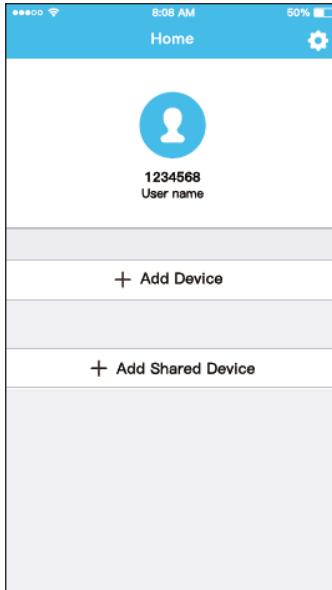 8:08 AM 50%
Home
1234568
User name
+ Add Device
+ Add Shared Device